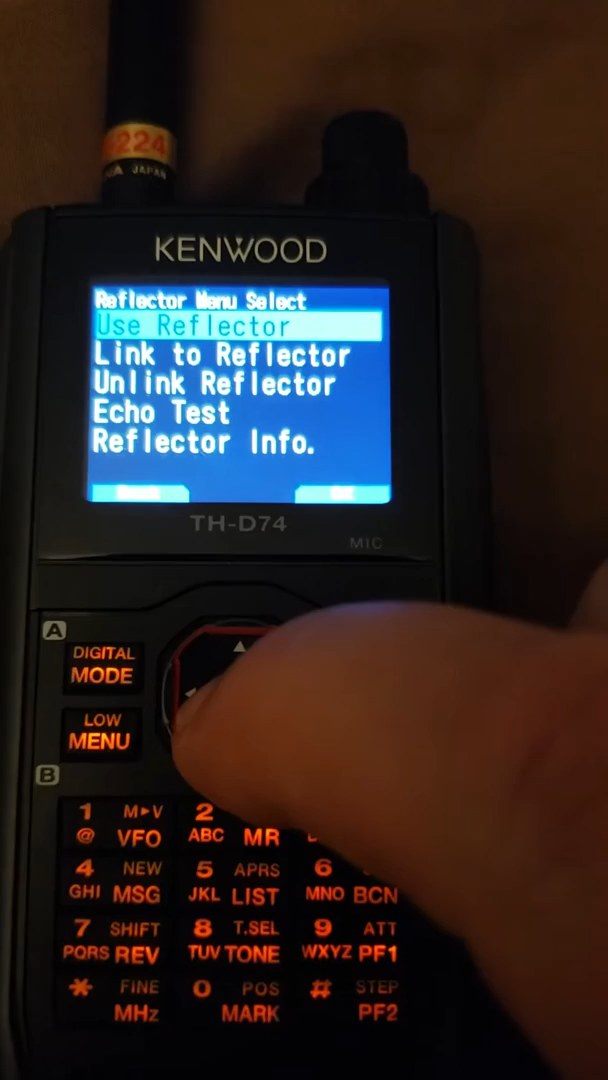 224
JAPAN
KENWOOD
Reflector Menu Select
Use Reflector
Link to Reflector
Unlink Reflector
Echo Test
Reflector Info.
Back
OK
TH-D74
MIC
A
DIGITAL
MODE
LOW
MENU
B
1 M►V 2
@ VFO ABC MR
4 NEW 5 APRS 6
GHI MSG JKL LIST MNO BCN
7 SHIFT 8 T.SEL 9 ATT
PQRS REV TUV TONE WXYZ PF1
* FINE 0 POS # STEP
MHz MARK PF2